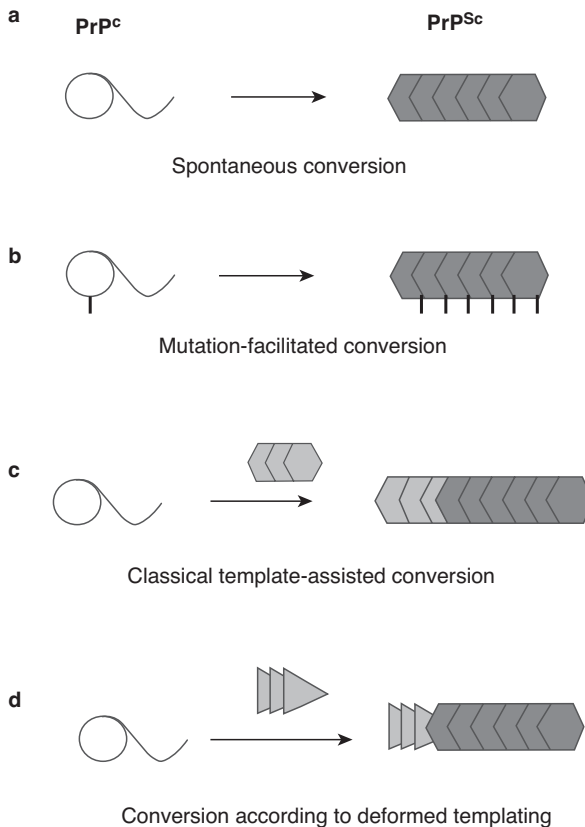 a
PrPᶜ
PrPˢᶜ
Spontaneous conversion
b
Mutation-facilitated conversion
c
Classical template-assisted conversion
d
Conversion according to deformed templating